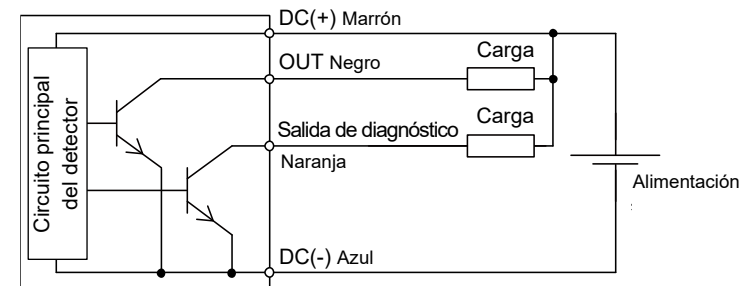 DC(+) Marrón
OUT Negro
Carga
Circuito principal
del detector
Salida de diagnóstico
Carga
Naranja
Alimentación
DC(-) Azul